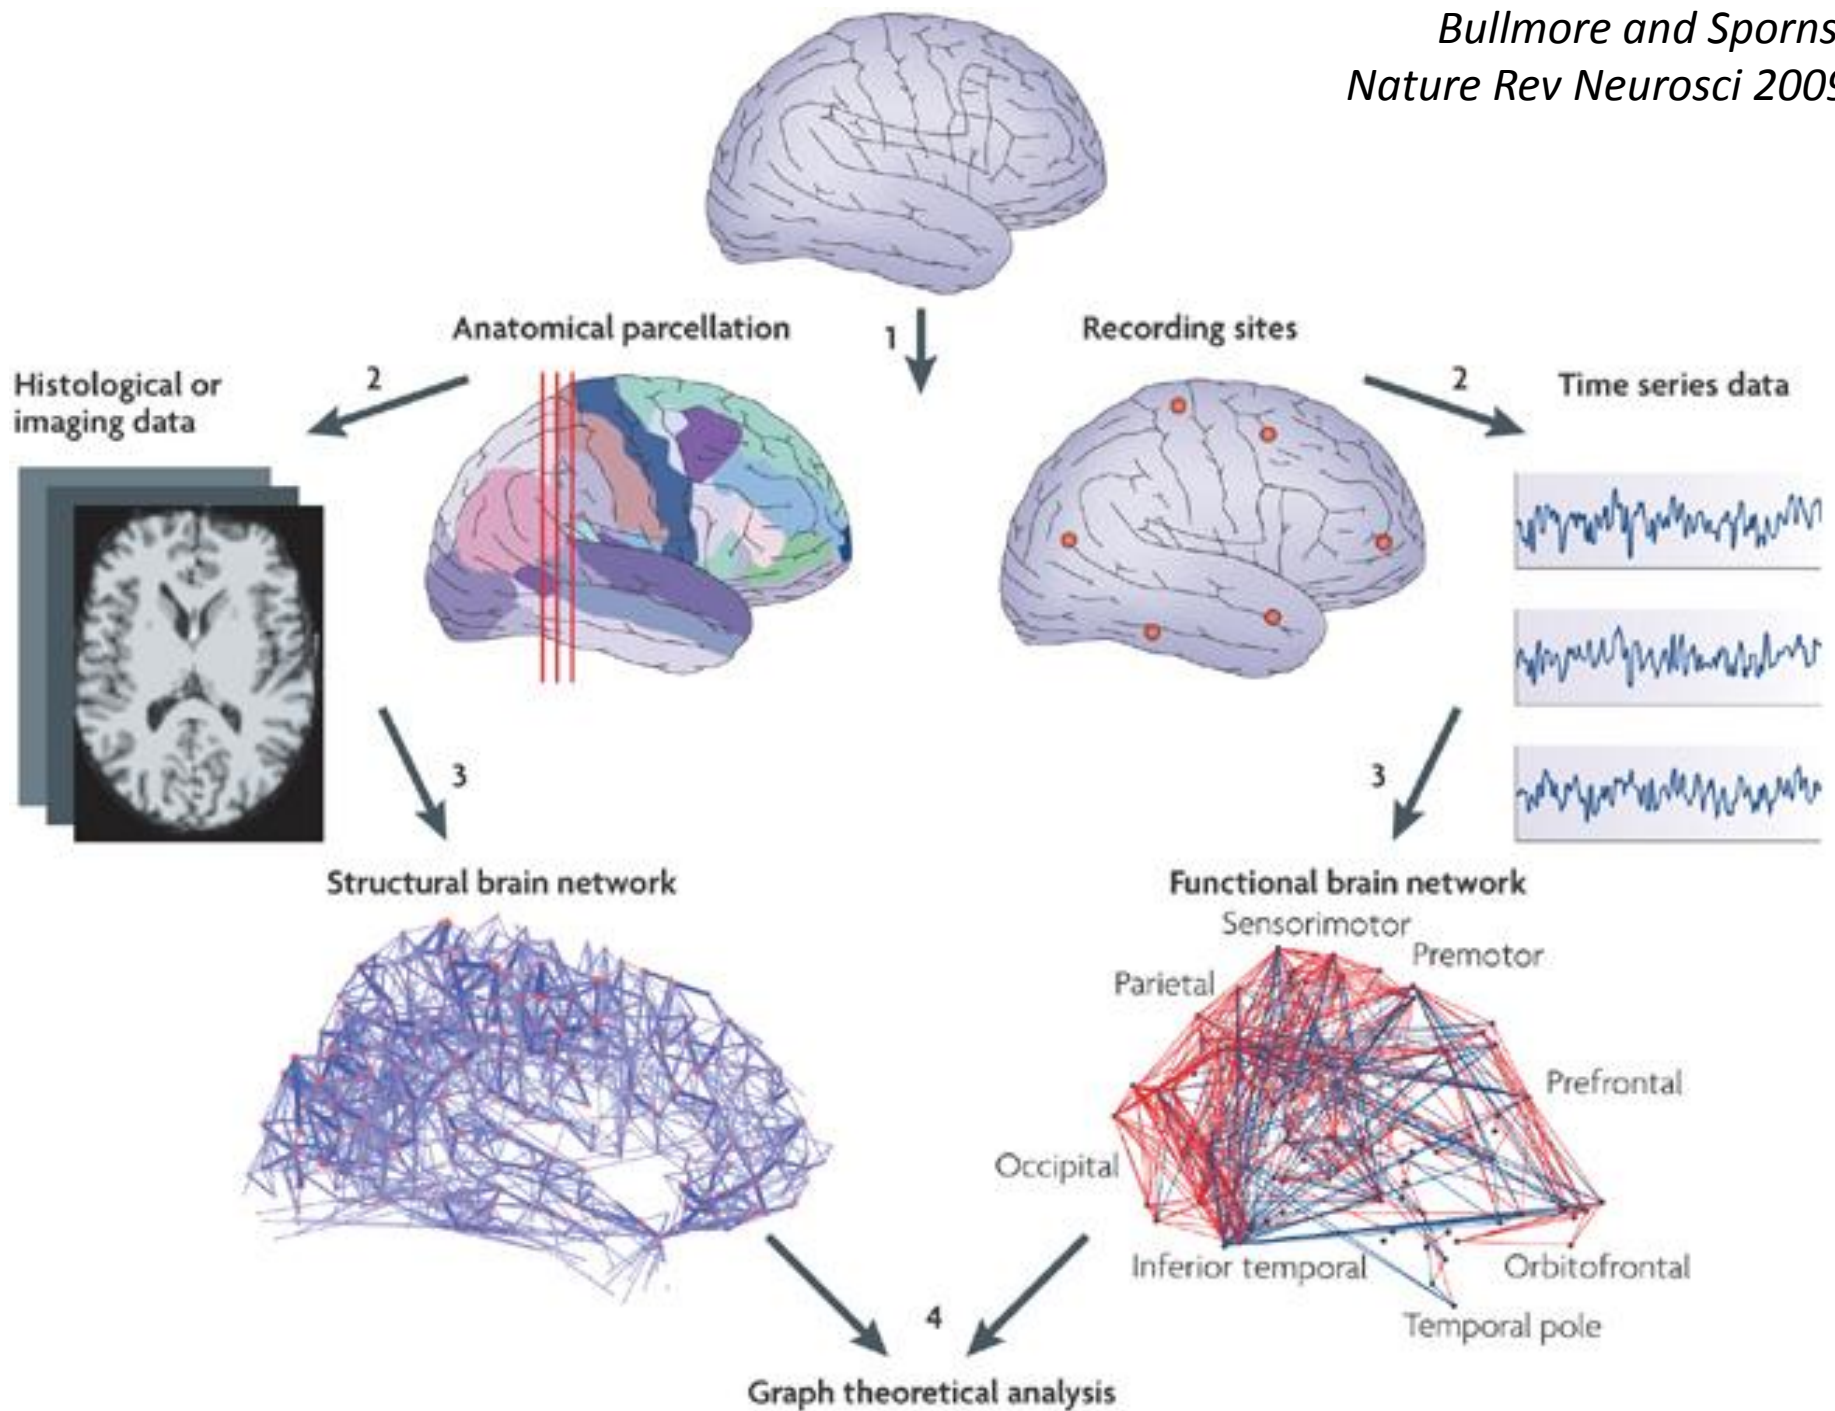 Bullmore and Sporns
Nature Rev Neurosci 2009
Anatomical parcellation
1
Recording sites
Histological or
imaging data
2
2
Time series data
3
3
Structural brain network
Functional brain network
Sensorimotor
Premotor
Parietal
Prefrontal
Occipital
Inferior temporal
Orbitofrontal
Temporal pole
4
Graph theoretical analysis